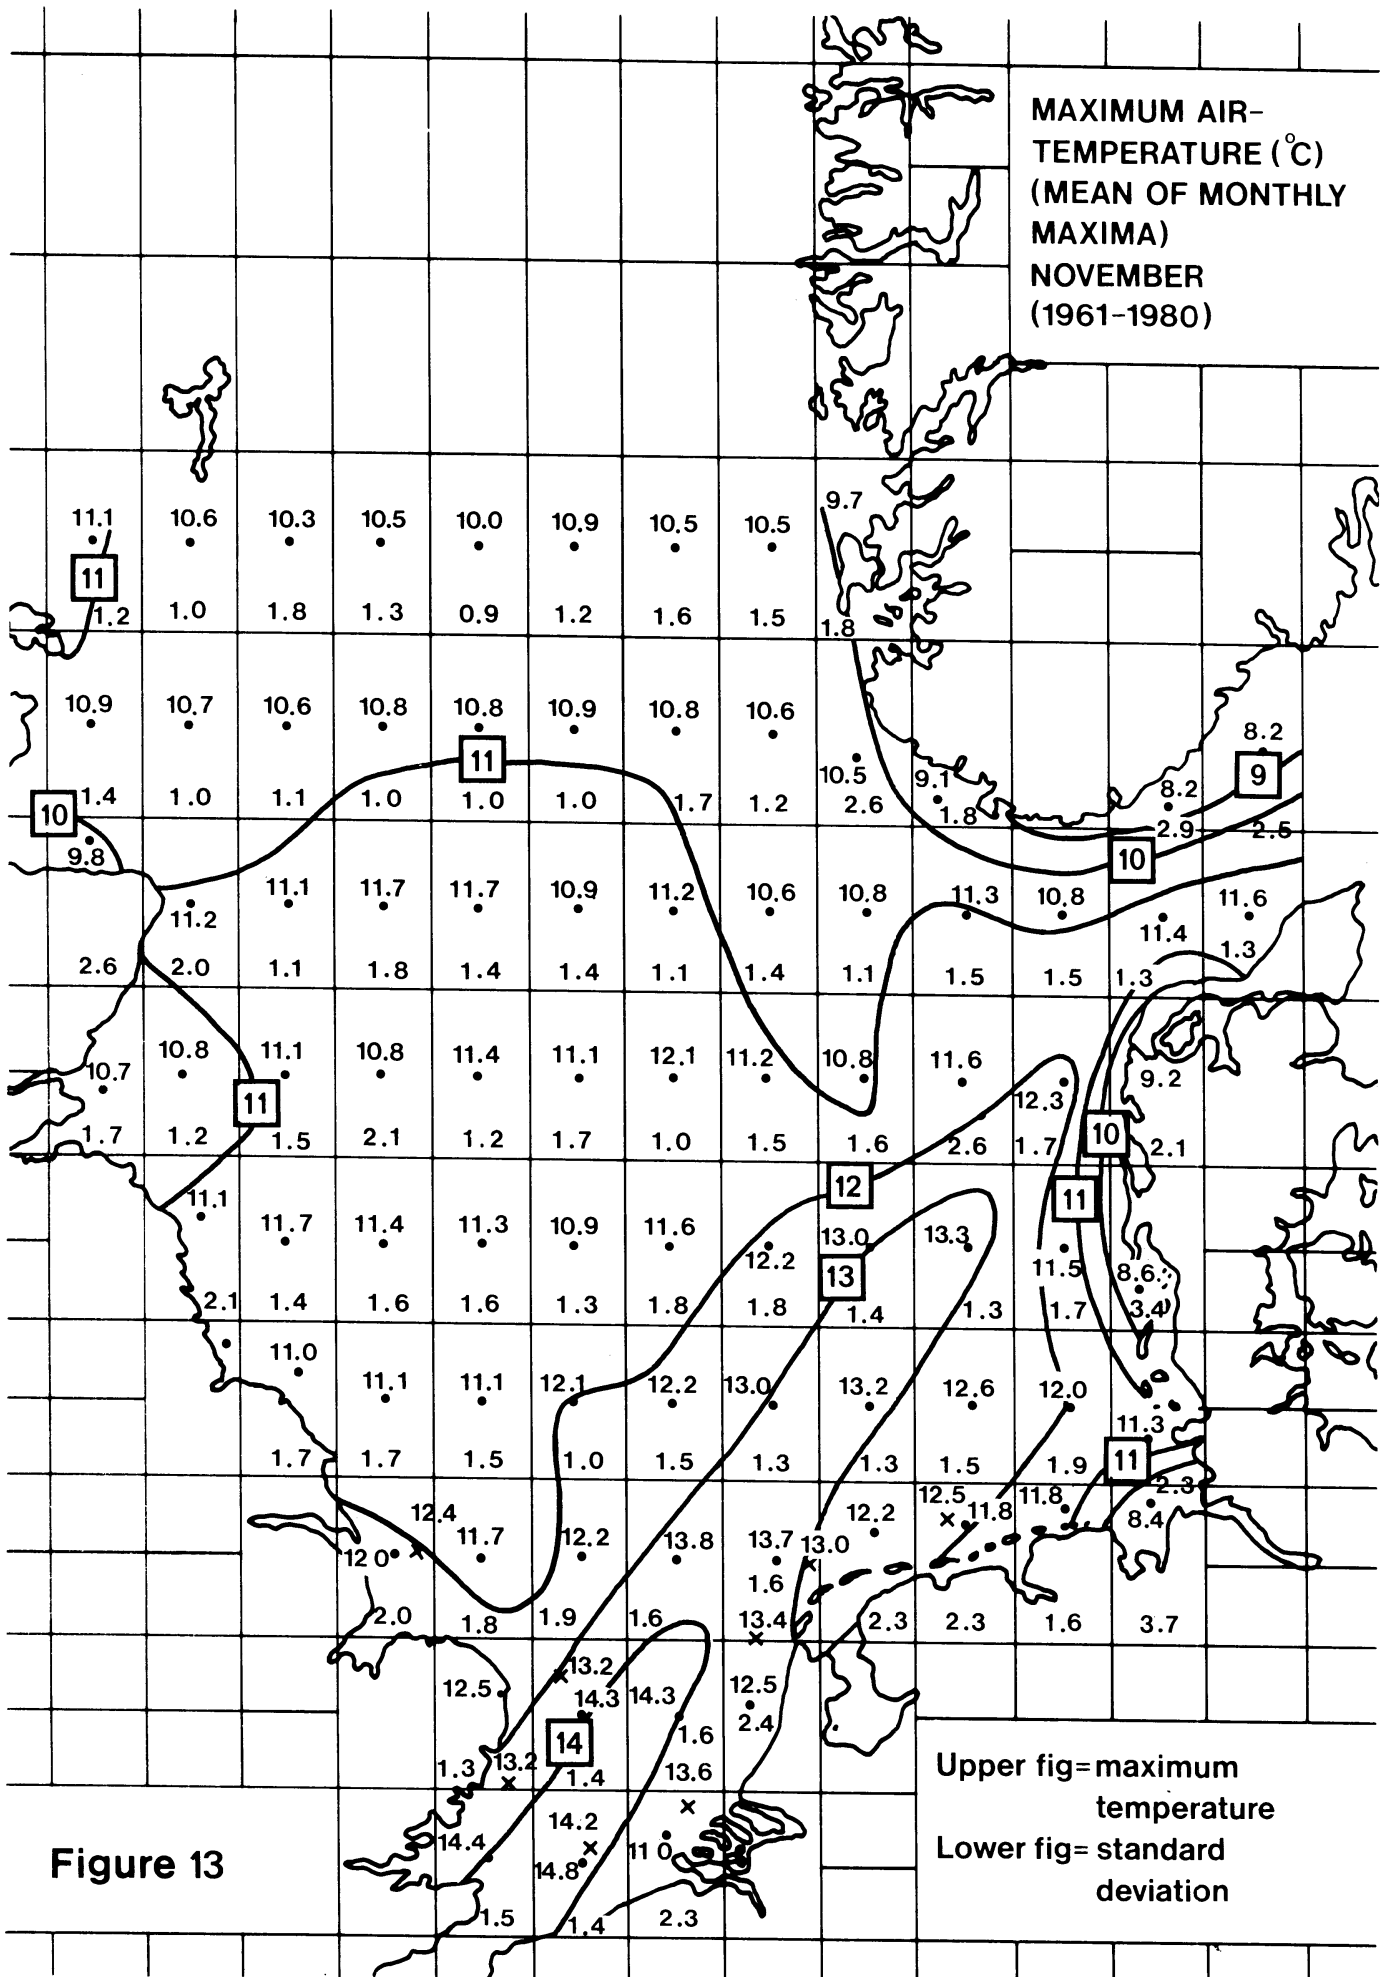 MAXIMUM AIR-
TEMPERATURE (°C)
(MEAN OF MONTHLY
MAXIMA)
NOVEMBER
(1961-1980)
9.7
11.1 10.6 10.3 10.5 10.0 10.9 10.5 10.5
11
1.2 1.0 1.8 1.3 0.9 1.2 1.6 1.5 1.8
10.9 10.7 10.6 10.8 10.8 10.9 10.8 10.6
8.2
11
10.5 9.1 8.2 9
10 1.4 1.0 1.1 1.0 1.0 1.0 1.7 1.2 2.6 1.8 2.9 2.5
9.8 10
11.2 11.1 11.7 11.7 10.9 11.2 10.6 10.8 11.3 10.8 11.4 11.6
2.6 2.0 1.1 1.8 1.4 1.4 1.1 1.4 1.1 1.5 1.5 1.3 1.3
10.7 10.8 11.1 10.8 11.4 11.1 12.1 11.2 10.8 11.6 12.3 9.2
11
1.7 1.2 1.5 2.1 1.2 1.7 1.0 1.5 1.6 2.6 1.7 10 2.1
12 11
11.1 11.7 11.4 11.3 10.9 11.6 12.2 13.0 13.3 11.5 8.6
13
2.1 1.4 1.6 1.6 1.3 1.8 1.8 1.4 1.3 1.7 3.4
11.0 11.1 11.1 12.1 12.2 13.0 13.2 12.6 12.0 11.3
1.7 1.7 1.5 1.0 1.5 1.3 1.3 1.5 1.9 11 2.3
12.4 12.0 11.7 12.2 13.8 13.7 13.0 12.2 12.5 11.8 11.8 8.4
1.6
2.0 1.8 1.9 1.6 13.4 2.3 2.3 1.6 3.7
13.2
12.5 14.3 14.3 12.5
14 1.6 2.4
1.3 13.2 1.4 13.6
14.4 14.2
14.8 11.0
1.5 1.4 2.3
Upper fig= maximum
temperature
Lower fig= standard
deviation
Figure 13